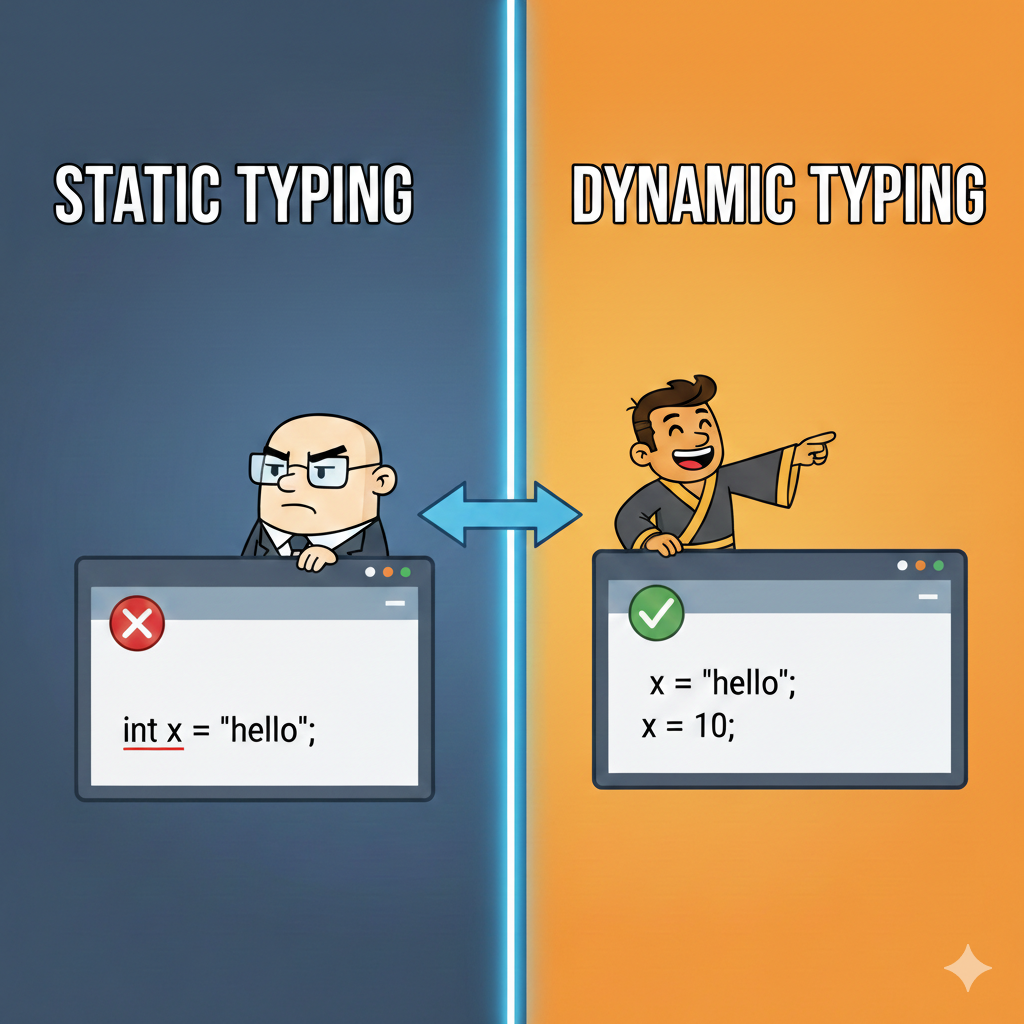 STATIC TYPING
DYNAMIC TYPING
int x = "hello";
x = "hello";
x = 10;